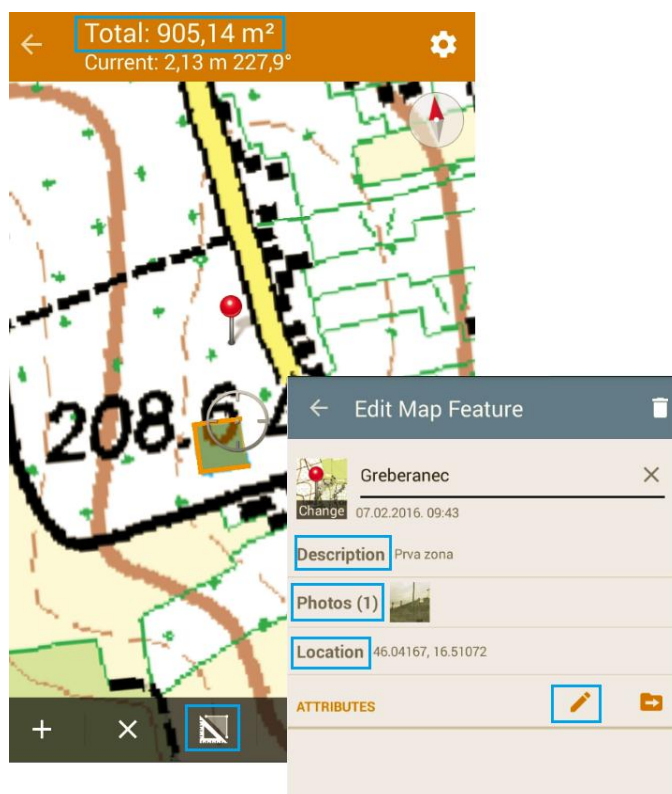 Total: 905,14 m²
Current: 2,13 m 227,9°
208.
Edit Map Feature
Greberanec
Change
07.02.2016. 09:43
Description Prva zona
Photos (1)
Location 46.04167, 16.51072
ATTRIBUTES